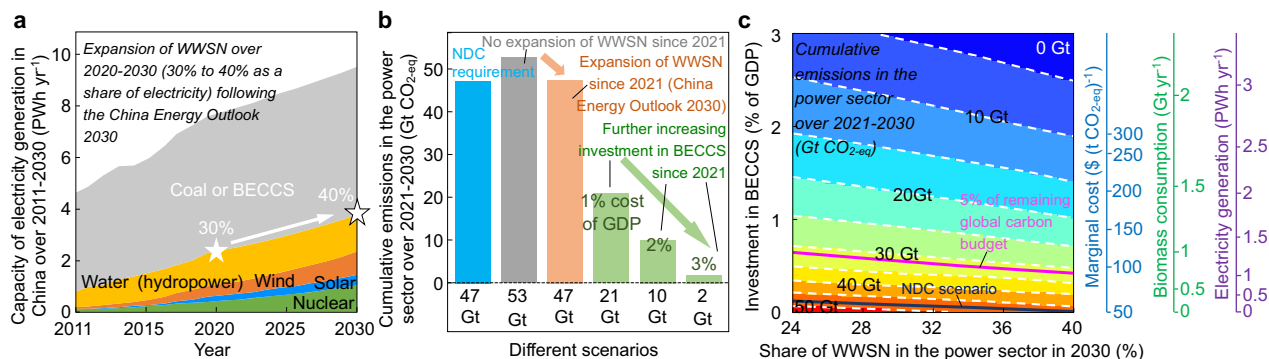 a
Capacity of electricity generation in
China over 2011-2030 (PWh yr-1)
10
8
6
4
2
0
Expansion of WWSN over
2020-2030 (30% to 40% as a
share of electricity) following
the China Energy Outlook
2030
Coal or BECCS
40%
30%
Water (hydropower)
Wind
Solar
Nuclear
2011
2015
2020
2025
2030
Year
b
Cumulative emissions in the power
sector over 2021-2030 (Gt CO2-eq)
50
40
30
20
10
0
No expansion of WWSN since 2021
NDC
requirement
Expansion of WWSN
since 2021 (China
Energy Outlook 2030)
Further increasing
investment in BECCS
since 2021
1% cost
of GDP
2%
3%
47 53 47 21 10 2
Gt Gt Gt Gt Gt Gt
Different scenarios
c
Investment in BECCS (% of GDP)
3
2
1
0
Cumulative
emissions in the
power sector
over 2021-2030
(Gt CO2-eq)
0 Gt
10 Gt
20Gt
5% of remaining
global carbon
budget
30 Gt
40 Gt
NDC scenario
50 Gt
24 28 32 36 40
Share of WWSN in the power sector in 2030 (%)
Marginal cost ($ (t CO2-eq)-1)
300
250
200
150
100
50
Biomass consumption (Gt yr-1)
2
1.5
1
0.5
0
Electricity generation (PWh yr-1)
3
2
1
0.5
0